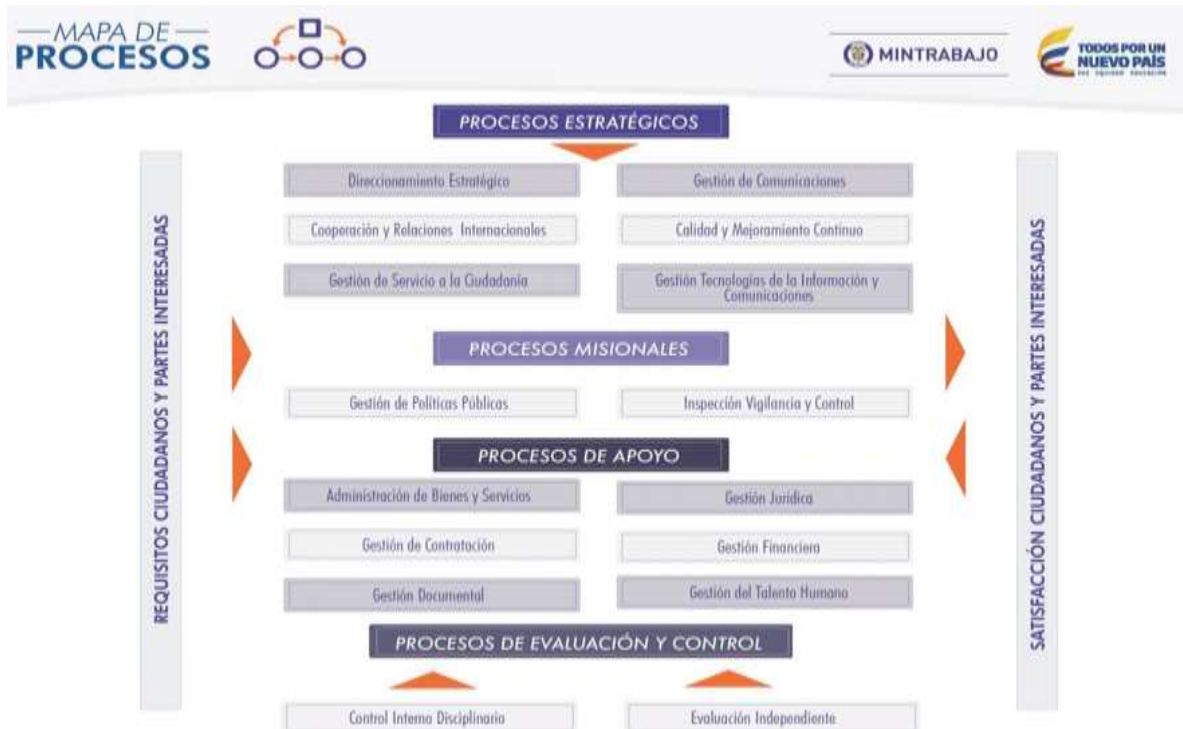 MAPA DE
PROCESOS
MINTRABAJO
TODOS POR UN
NUEVO PAÍS
PAZ EQUIDAD EDUCACIÓN
PROCESOS ESTRATÉGICOS
Direccionamiento Estratégico
Gestión de Comunicaciones
Cooperación y Relaciones Internacionales
Calidad y Mejoramiento Continuo
Gestión de Servicio a la Ciudadanía
Gestión Tecnologías de la Información y
Comunicaciones
PROCESOS MISIONALES
Gestión de Políticas Públicas
Inspección Vigilancia y Control
PROCESOS DE APOYO
Administración de Bienes y Servicios
Gestión Jurídica
Gestión de Contratación
Gestión Financiera
Gestión Documental
Gestión del Talento Humano
PROCESOS DE EVALUACIÓN Y CONTROL
Control Interno Disciplinario
Evaluación Independiente
REQUISITOS CIUDADANOS Y PARTES INTERESADAS
SATISFACCIÓN CIUDADANOS Y PARTES INTERESADAS